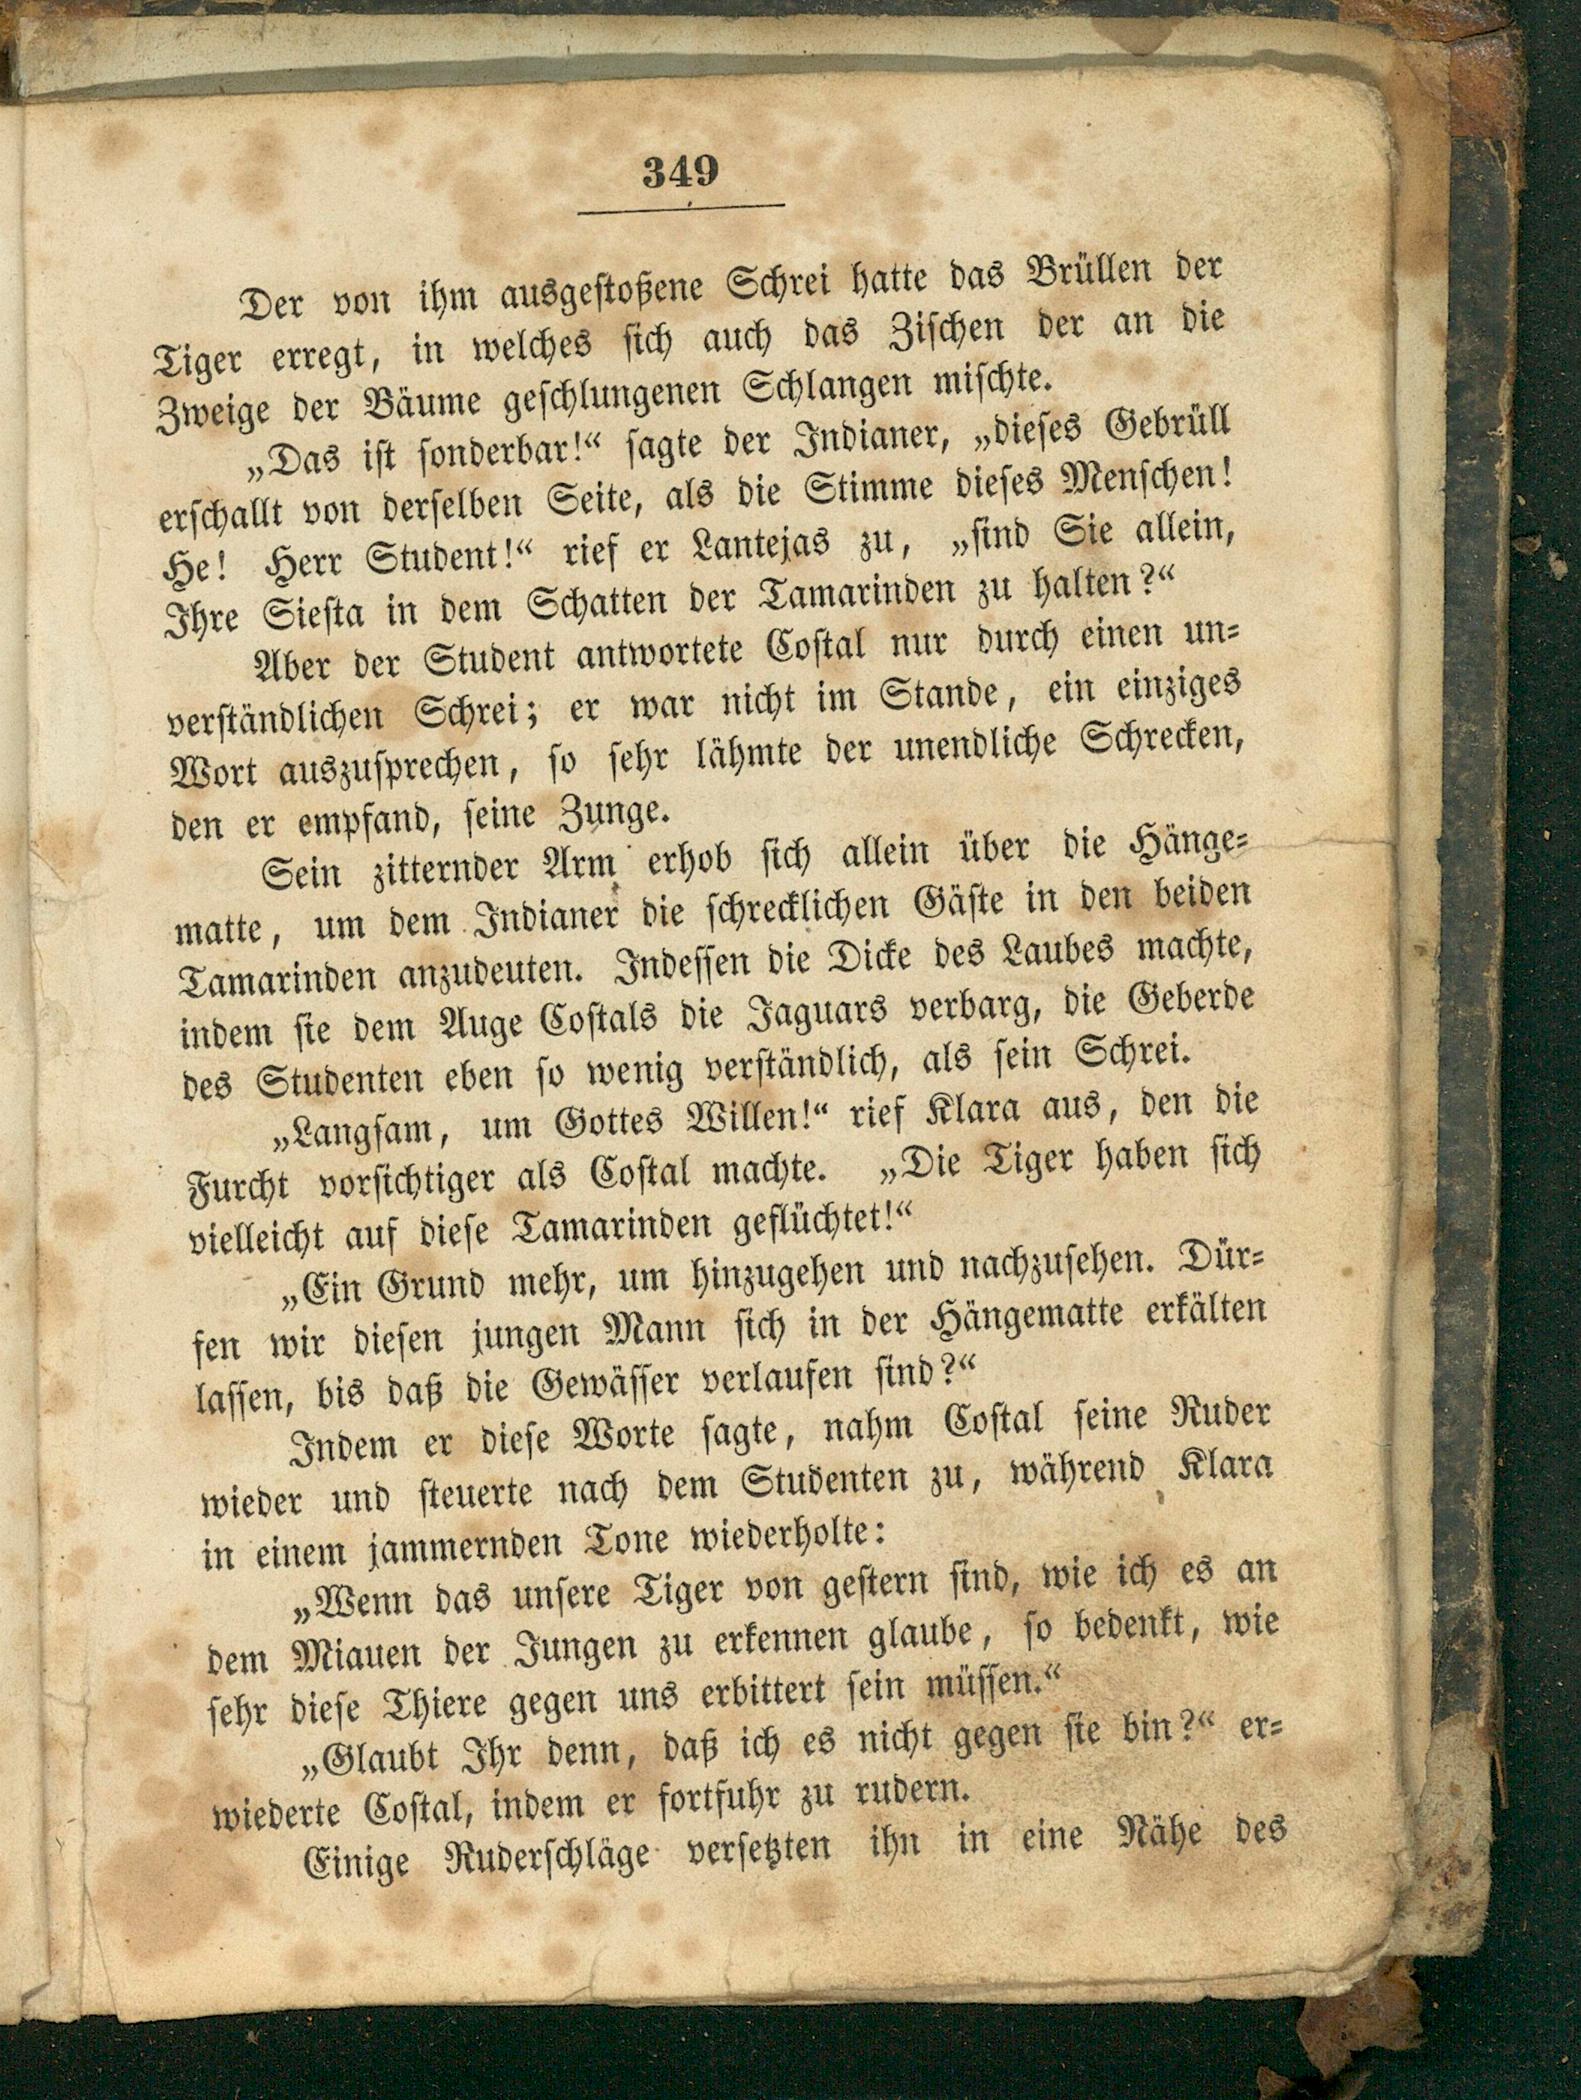 349
Der von ihm ausgestoßene Schrei hatte das Brüllen der
Tiger erregt, in welches sich auch das Zischen der an die
Zweige der Bäume geschlungenen Schlangen mischte.
„Das ist sonderbar!“ sagte der Indianer, „dieses Gebrüll
erschallt von derselben Seite, als die Stimme dieses Menschen!
He! Herr Student!“ rief er Lantejas zu, „sind Sie allein,
Ihre Siesta in dem Schatten der Tamarinden zu halten?“
Aber der Student antwortete Costal nur durch einen un-
verständlichen Schrei; er war nicht im Stande, ein einziges
Wort auszusprechen, so sehr lähmte der unendliche Schrecken,
den er empfand, seine Zunge.
Sein zitternder Arm erhob sich allein über die Hänge-
matte, um dem Indianer die schrecklichen Gäste in den beiden
Tamarinden anzudeuten. Indessen die Dicke des Laubes machte,
indem sie dem Auge Costals die Jaguars verbarg, die Geberde
des Studenten eben so wenig verständlich, als sein Schrei.
„Langsam, um Gottes Willen!“ rief Klara aus, den die
Furcht vorsichtiger als Costal machte. „Die Tiger haben sich
vielleicht auf diese Tamarinden geflüchtet!“
„Ein Grund mehr, um hinzugehen und nachzusehen. Dür-
fen wir diesen jungen Mann sich in der Hängematte erkälten
lassen, bis daß die Gewässer verlaufen sind?“
Indem er diese Worte sagte, nahm Costal seine Ruder
wieder und steuerte nach dem Studenten zu, während Klara
in einem jammernden Tone wiederholte:
„Wenn das unsere Tiger von gestern sind, wie ich es an
dem Miauen der Jungen zu erkennen glaube, so bedenkt, wie
sehr diese Thiere gegen uns erbittert sein müssen.“
„Glaubt Ihr denn, daß ich es nicht gegen sie bin?“ er-
wiederte Costal, indem er fortfuhr zu rudern.
Einige Ruderschläge versetzten ihn in eine Nähe des